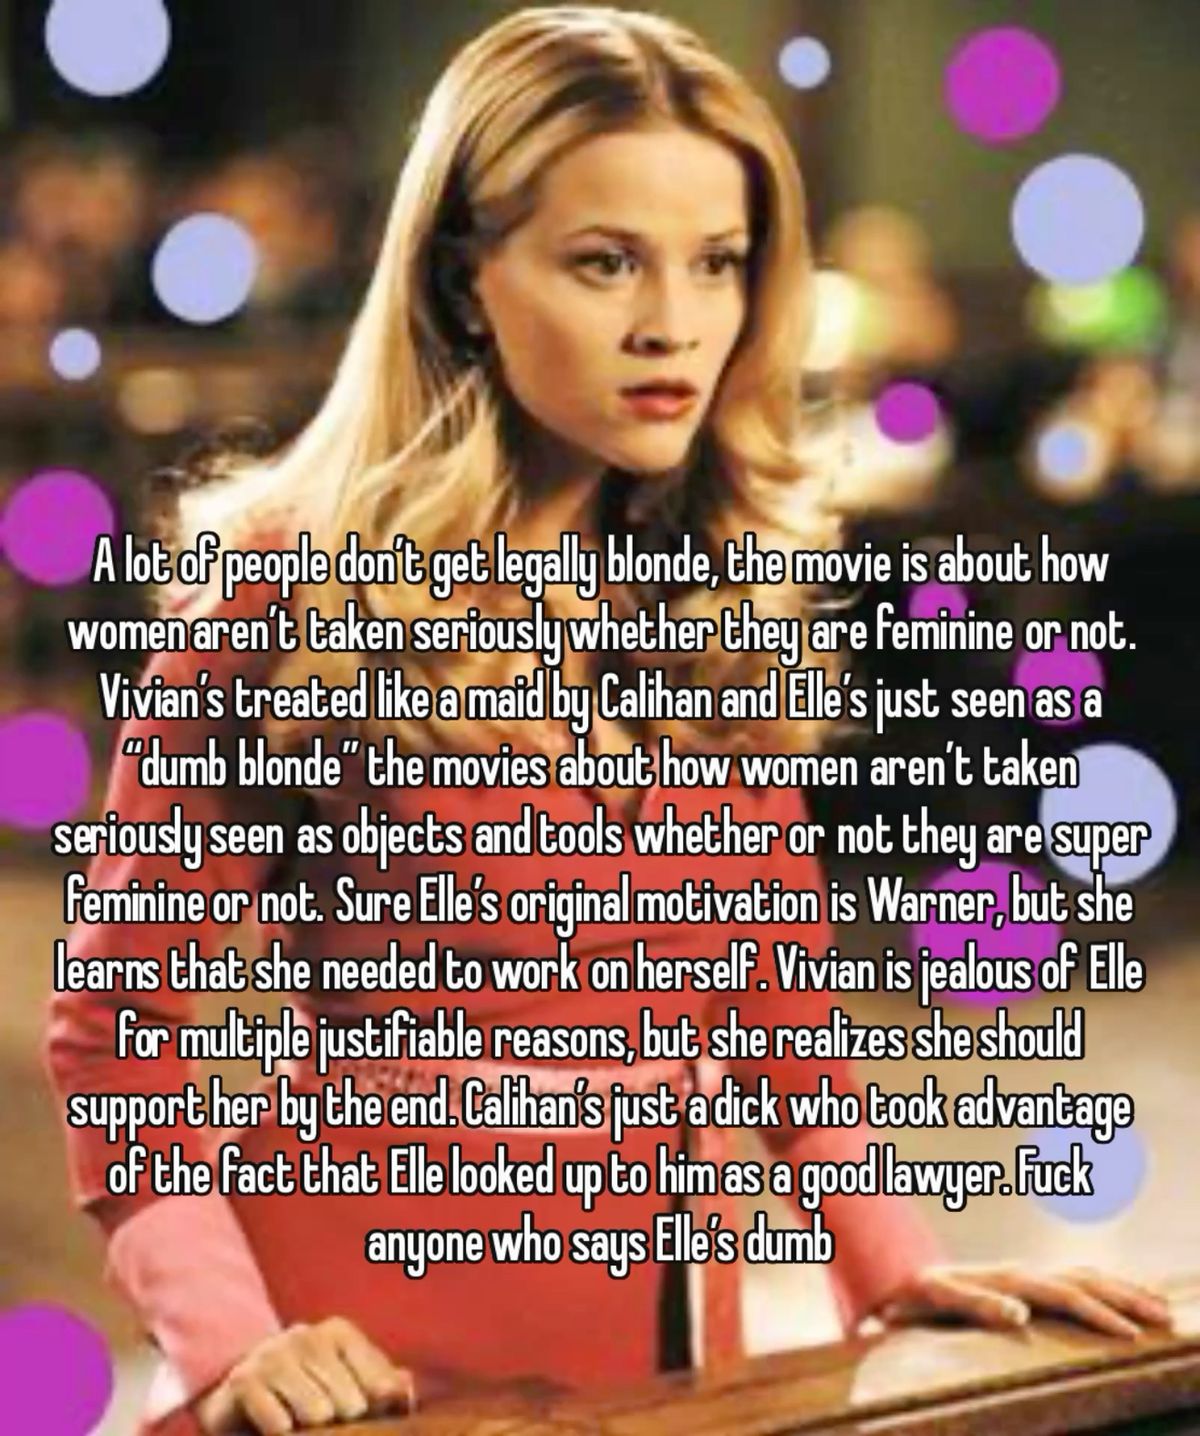 A lot of people don't get legally blonde, the movie is about how
women aren't taken seriously whether they are feminine or not.
Vivian's treated like a maid by Calihan and Elle's just seen as a
“dumb blonde” the movies about how women aren't taken
seriously seen as objects and tools whether or not they are super
feminine or not. Sure Elle's original motivation is Warner, but she
learns that she needed to work on herself. Vivian is jealous of Elle
for multiple justifiable reasons, but she realizes she should
support her by the end. Calihan's just a dick who took advantage
of the fact that Elle looked up to him as a good lawyer. Fuck
anyone who says Elle's dumb